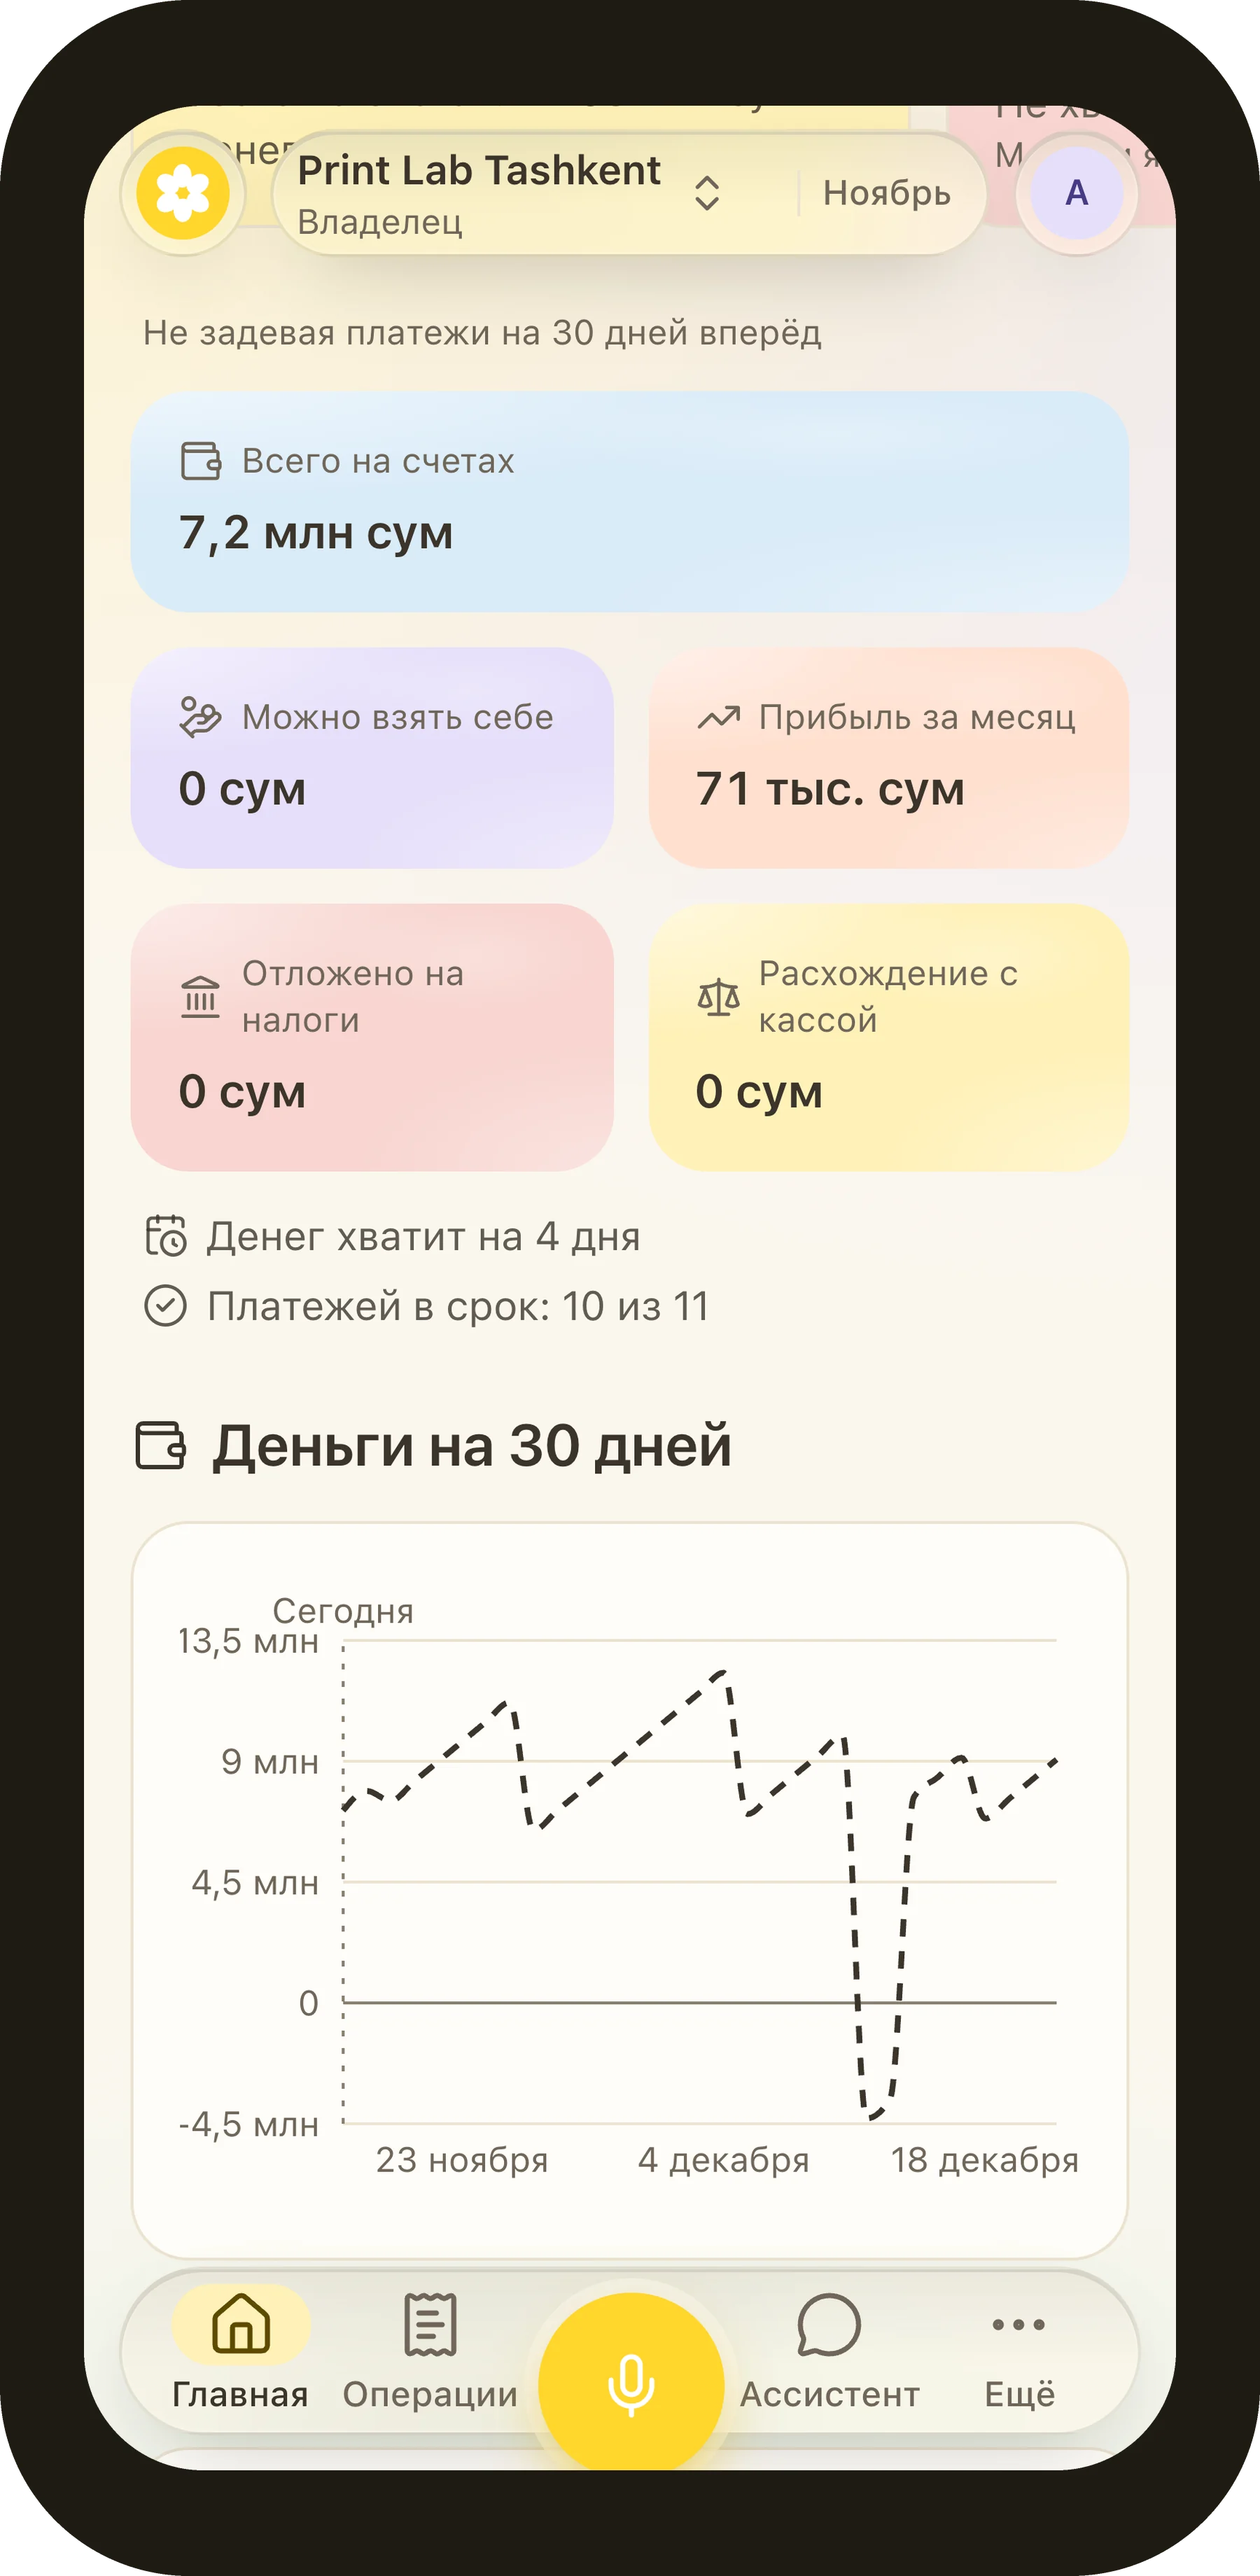 Print Lab Tashkent
Владелец
Ноябрь
А
Не задевая платежи на 30 дней вперёд
Всего на счетах
7,2 млн сум
Можно взять себе
0 сум
Прибыль за месяц
71 тыс. сум
Отложено на
налоги
0 сум
Расхождение с
кассой
0 сум
Денег хватит на 4 дня
Платежей в срок: 10 из 11
Деньги на 30 дней
Сегодня
13,5 млн
9 млн
4,5 млн
0
-4,5 млн
23 ноября
4 декабря
18 декабря
Главная
Операции
Ассистент
Ещё